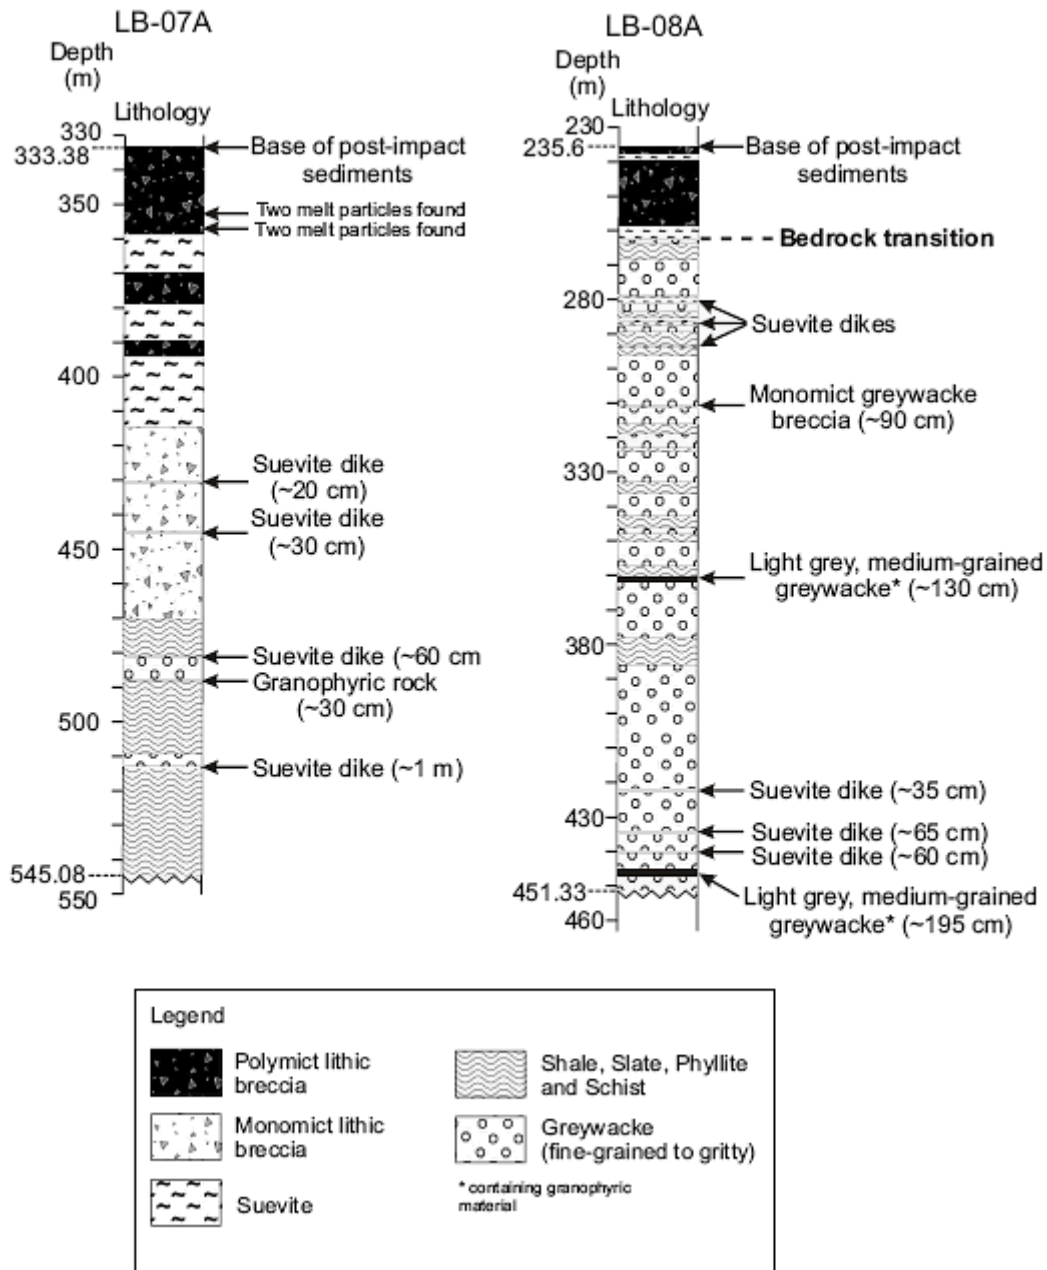 LB-07A
Depth
(m)
Lithology
330
333.38
350
400
450
500
545.08
550
Base of post-impact
sediments
Two melt particles found
Two melt particles found
Suevite dike
(~20 cm)
Suevite dike
(~30 cm)
Suevite dike (~60 cm
Granophyric rock
(~30 cm)
Suevite dike (~1 m)
LB-08A
Depth
(m)
Lithology
230
235.6
280
330
380
430
451.33
460
Base of post-impact
sediments
Bedrock transition
Suevite dikes
Monomict greywacke
breccia (~90 cm)
Light grey, medium-grained
greywacke* (~130 cm)
Suevite dike (~35 cm)
Suevite dike (~65 cm)
Suevite dike (~60 cm)
Light grey, medium-grained
greywacke* (~195 cm)
Legend
Polymict lithic
breccia
Monomict lithic
breccia
Suevite
Shale, Slate, Phyllite
and Schist
Greywacke
(fine-grained to gritty)
* containing granophyric
material